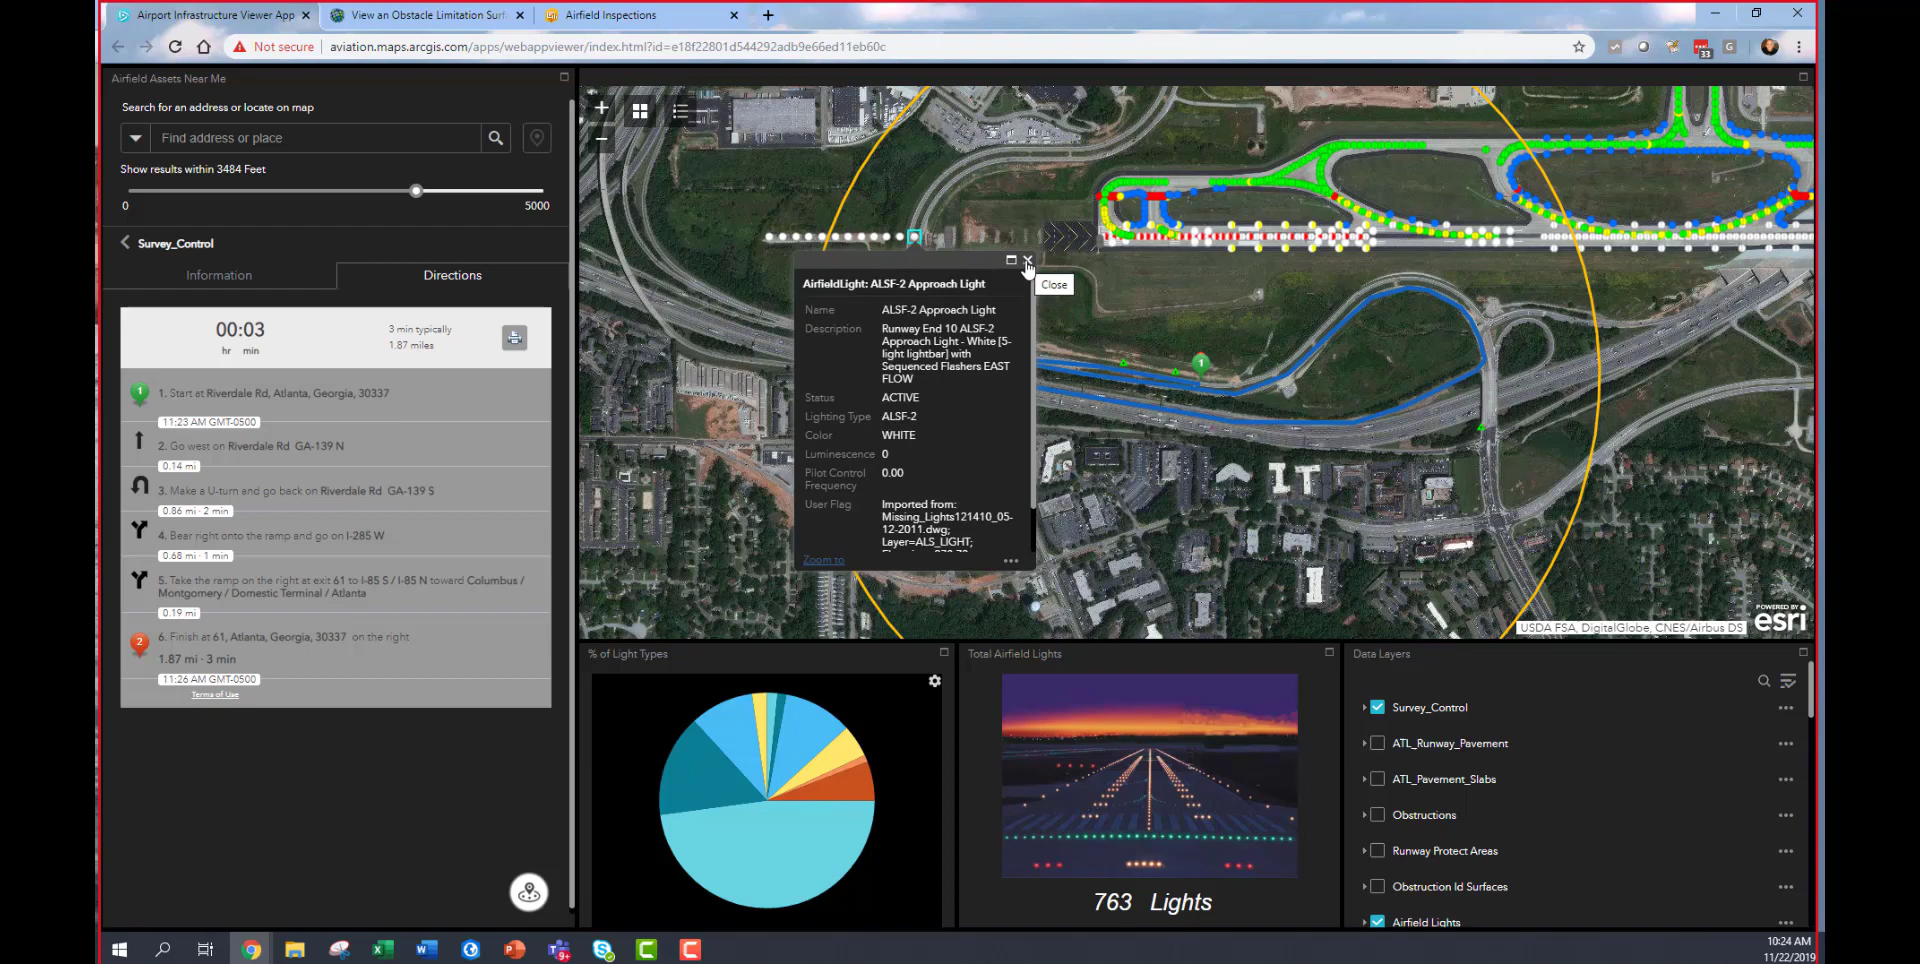 Airport Infrastructure Viewer App
View an Obstacle Limitation Surf
Airfield Inspections
Not secure
aviation.maps.arcgis.com/apps/webappviewer/index.html?id=e18f22801d544292adb9e66ed11eb60c
33
G
Airfield Assets Near Me
Search for an address or locate on map
Find address or place
Show results within 3484 Feet
0
5000
Survey_Control
Information
Directions
00:03
hr min
3 min typically
1.87 miles
1
1. Start at Riverdale Rd, Atlanta, Georgia, 30337
11:23 AM GMT-0500
2. Go west on Riverdale Rd GA-139 N
0.14 mi
3. Make a U-turn and go back on Riverdale Rd GA-139 S
0.86 mi · 2 min
4. Bear right onto the ramp and go on I-285 W
0.68 mi · 1 min
5. Take the ramp on the right at exit 61 to I-85 S / I-85 N toward Columbus /
Montgomery / Domestic Terminal / Atlanta
0.19 mi
2
6. Finish at 61, Atlanta, Georgia, 30337 on the right
1.87 mi · 3 min
11:26 AM GMT-0500
Terms of Use
AirfieldLight: ALSF-2 Approach Light
Close
Name ALSF-2 Approach Light
Description Runway End 10 ALSF-2
Approach Light - White [5-
light lightbar] with
Sequenced Flashers EAST
FLOW
Status ACTIVE
Lighting Type ALSF-2
Color WHITE
Luminescence 0
Pilot Control 0.00
Frequency
User Flag Imported from:
Missing_Lights121410_05-
12-2011.dwg;
Layer=ALS_LIGHT;
Zoom to
1
USDA FSA, DigitalGlobe, CNES/Airbus DS
POWERED BY
esri
% of Light Types
Total Airfield Lights
763 Lights
Data Layers
Survey_Control
ATL_Runway_Pavement
ATL_Pavement_Slabs
Obstructions
Runway Protect Areas
Obstruction Id Surfaces
Airfield Lights
9+
10:24 AM
11/22/2019